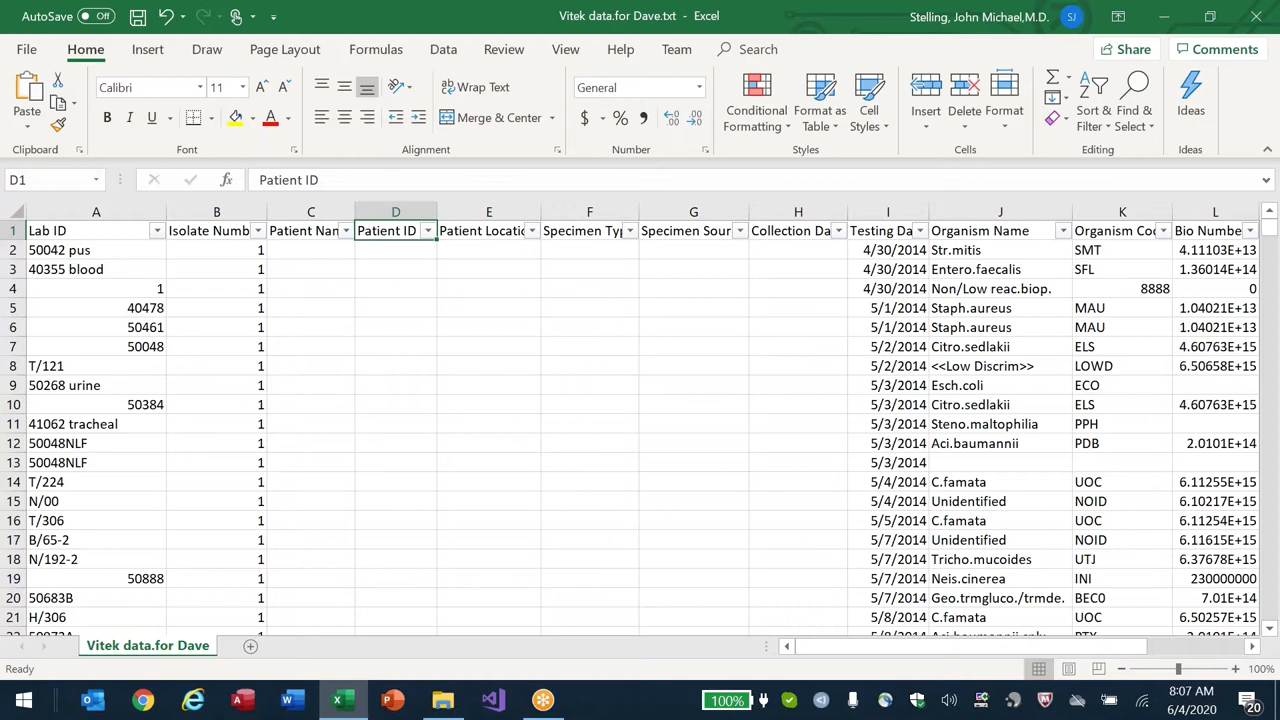 AutoSave Off Vitek data.for Dave.txt - Excel Stelling, John Michael,M.D. SJ
File Home Insert Draw Page Layout Formulas Data Review View Help Team Search Share Comments
Paste Calibri 11 Wrap Text General Conditional Formatting Format as Table Cell Styles Insert Delete Format Sort & Filter Find & Select Ideas
B I U A Merge & Center $ % 9
Clipboard Font Alignment Number Styles Cells Editing Ideas
D1 fx Patient ID
A B C D E F G H I J K L
1 Lab ID Isolate Numb Patient Nan Patient ID Patient Locatic Specimen Typ Specimen Sour Collection Da Testing Da Organism Name Organism Coc Bio Numbe
2 50042 pus 1 4/30/2014 Str.mitis SMT 4.11103E+13
3 40355 blood 1 4/30/2014 Entero.faecalis SFL 1.36014E+14
4 1 1 4/30/2014 Non/Low reac.biop. 8888 0
5 40478 1 5/1/2014 Staph.aureus MAU 1.04021E+13
6 50461 1 5/1/2014 Staph.aureus MAU 1.04021E+13
7 50048 1 5/2/2014 Citro.sedlakii ELS 4.60763E+15
8 T/121 1 5/2/2014 <<Low Discrim>> LOWD 6.50658E+15
9 50268 urine 1 5/3/2014 Esch.coli ECO
10 50384 1 5/3/2014 Citro.sedlakii ELS 4.60763E+15
11 41062 tracheal 1 5/3/2014 Steno.maltophilia PPH
12 50048NLF 1 5/3/2014 Aci.baumannii PDB 2.0101E+14
13 50048NLF 1 5/3/2014
14 T/224 1 5/4/2014 C.famata UOC 6.11255E+15
15 N/00 1 5/4/2014 Unidentified NOID 6.10217E+15
16 T/306 1 5/5/2014 C.famata UOC 6.11254E+15
17 B/65-2 1 5/7/2014 Unidentified NOID 6.11615E+15
18 N/192-2 1 5/7/2014 Tricho.mucoides UTJ 6.37678E+15
19 50888 1 5/7/2014 Neis.cinerea INI 230000000
20 50683B 1 5/7/2014 Geo.trmgluco./trmde. BEC0 7.01E+14
21 H/306 1 5/8/2014 C.famata UOC 6.50257E+15
Vitek data.for Dave
Ready 100%
100% 8:07 AM
6/4/2020 20